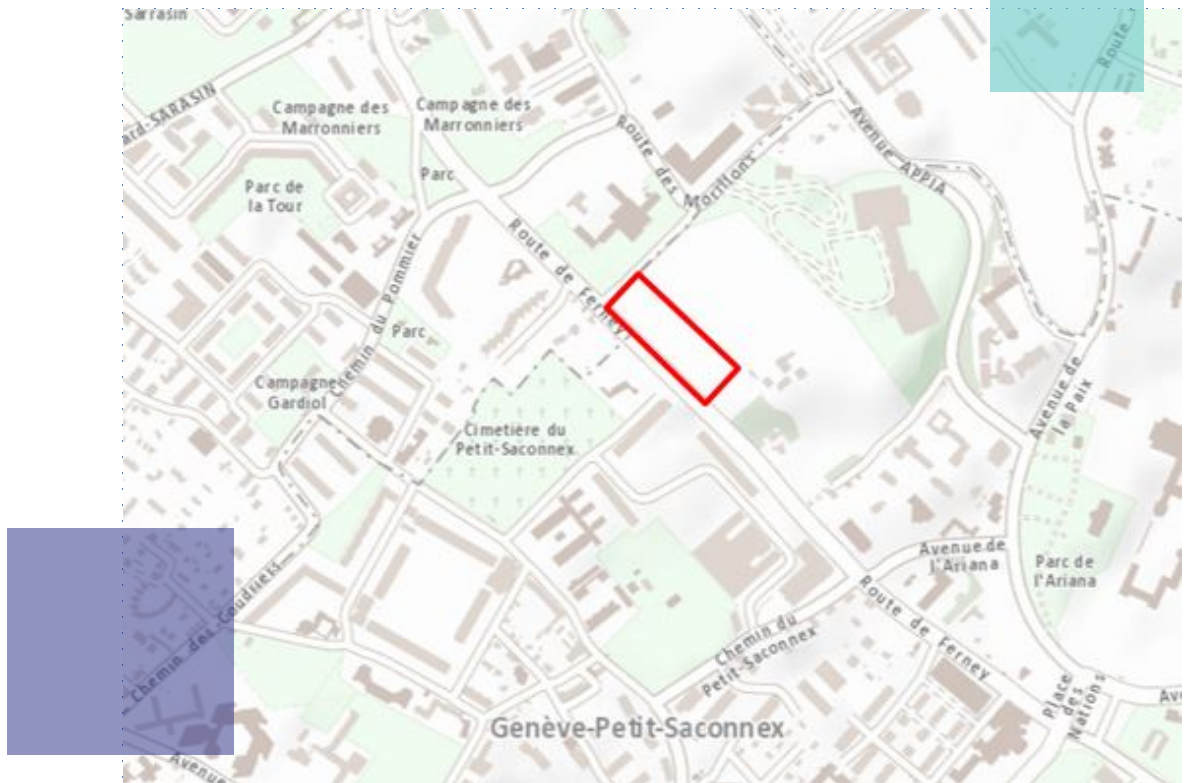 Sarrasin
ard-SARASIN
Campagne des
Marronniers
Campagne des
Marronniers
Route des
Morillons
Avenue APPIA
Route
Parc de
la Tour
Parc
Route de Ferney
Chemin du Pommier
Parc
Campagne
Gardiol
Cimetière du
Petit-Saconnex
Avenue de
la Paix
Avenue de
l'Ariana
Parc de
l'Ariana
Chemin des Coudriers
Chemin du
Petit-Saconnex
Route de Ferney
Place
des
Nations
Av
Genève-Petit-Saconnex
Avenue